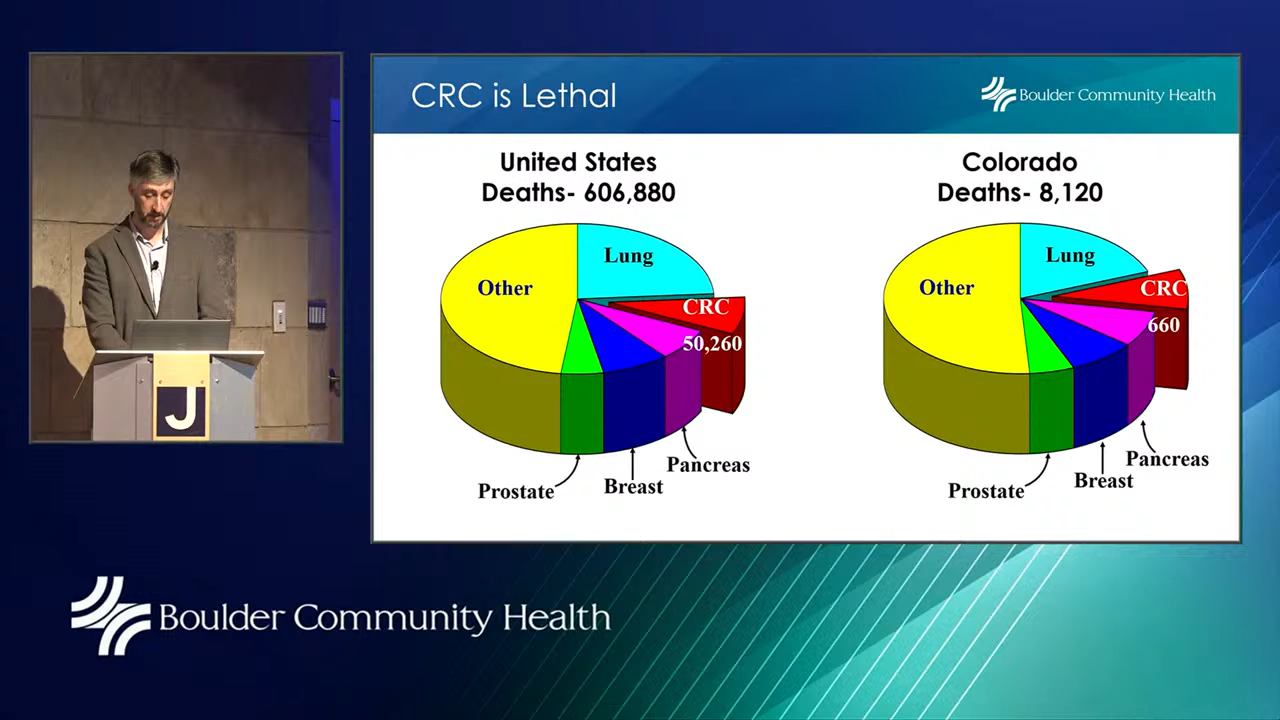 CRC is Lethal
Boulder Community Health
United States
Deaths- 606,880
Lung
Other
CRC
50,260
Pancreas
Breast
Prostate
Colorado
Deaths- 8,120
Lung
Other
CRC
660
Pancreas
Breast
Prostate
J
Boulder Community Health